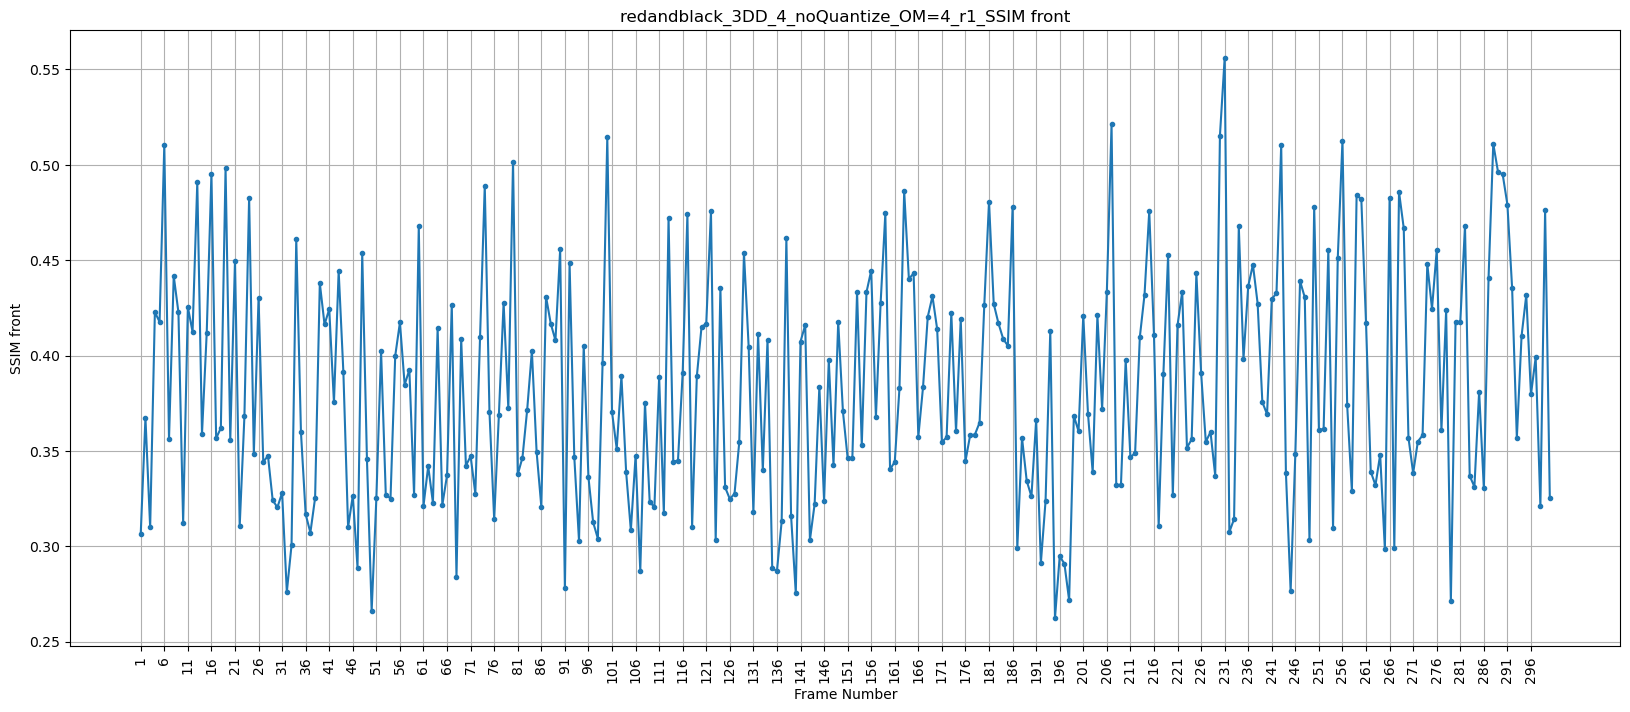 redandblack_3DD_4_noQuantize_OM=4_r1_SSIM front
SSIM front
0.55
0.50
0.45
0.40
0.35
0.30
0.25
1 6 11 16 21 26 31 36 41 46 51 56 61 66 71 76 81 86 91 96 101 106 111 116 121 126 131 136 141 146 151 156 161 166 171 176 181 186 191 196 201 206 211 216 221 226 231 236 241 246 251 256 261 266 271 276 281 286 291 296
Frame Number